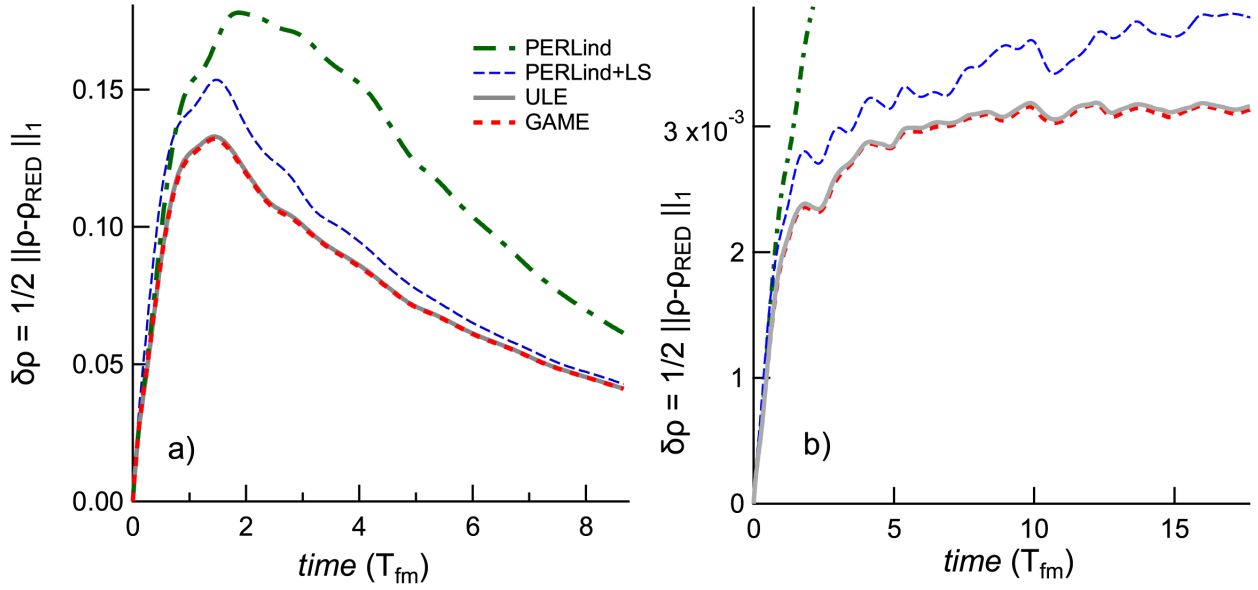 δρ = 1/2 ||ρ-ρRED ||1
0.15
0.10
0.05
0.00
0
2
4
6
8
time (Tfm)
a)
PERLind
PERLind+LS
ULE
GAME
δρ = 1/2 ||ρ-ρRED ||1
3 x10-3
2
1
0
0
5
10
15
time (Tfm)
b)